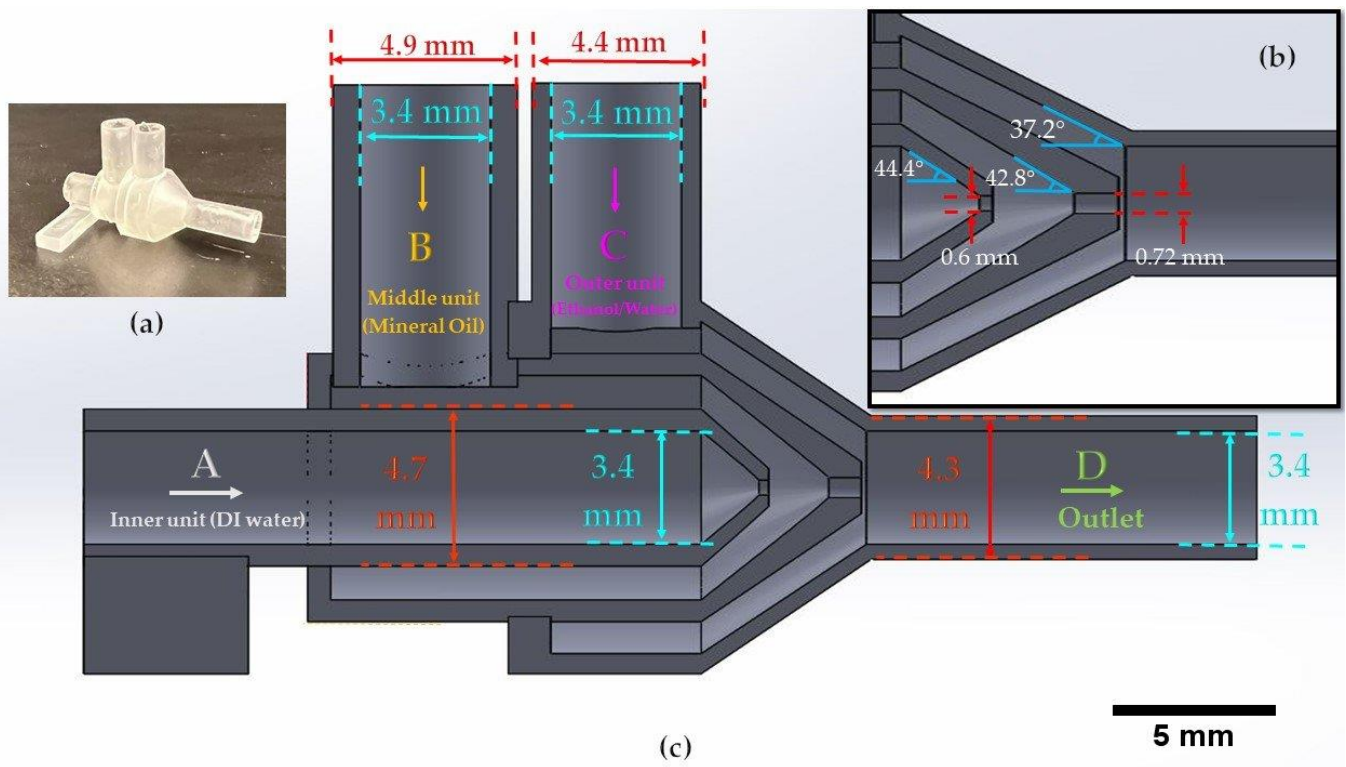 4.9 mm
4.4 mm
3.4 mm
3.4 mm
B
Middle unit
(Mineral Oil)
C
Outer unit
(Ethanol/Water)
(a)
(b)
37.2°
44.4°
42.8°
0.6 mm
0.72 mm
A
Inner unit (DI water)
4.7
mm
3.4
mm
4.3
mm
D
Outlet
3.4
mm
5 mm
(c)